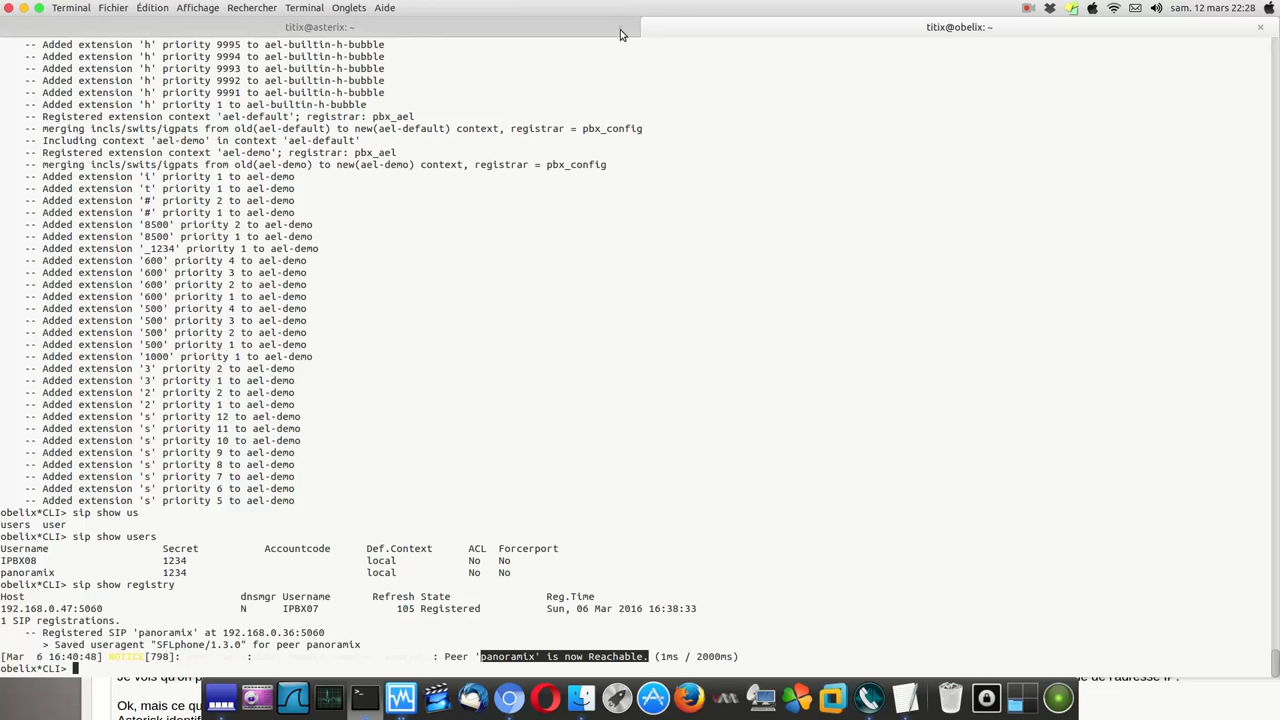 Terminal Fichier Édition Affichage Rechercher Terminal Onglets Aide sam. 12 mars 22:28
titix@asterix: ~ titix@obelix: ~
-- Added extension 'h' priority 9995 to ael-builtin-h-bubble
-- Added extension 'h' priority 9994 to ael-builtin-h-bubble
-- Added extension 'h' priority 9993 to ael-builtin-h-bubble
-- Added extension 'h' priority 9992 to ael-builtin-h-bubble
-- Added extension 'h' priority 9991 to ael-builtin-h-bubble
-- Added extension 'h' priority 1 to ael-builtin-h-bubble
-- Registered extension context 'ael-default'; registrar: pbx_ael
-- merging incls/swits/igpats from old(ael-default) to new(ael-default) context, registrar = pbx_config
-- Including context 'ael-demo' in context 'ael-default'
-- Registered extension context 'ael-demo'; registrar: pbx_ael
-- merging incls/swits/igpats from old(ael-demo) to new(ael-demo) context, registrar = pbx_config
-- Added extension 'i' priority 1 to ael-demo
-- Added extension 't' priority 1 to ael-demo
-- Added extension '#' priority 2 to ael-demo
-- Added extension '#' priority 1 to ael-demo
-- Added extension '8500' priority 2 to ael-demo
-- Added extension '8500' priority 1 to ael-demo
-- Added extension '_1234' priority 1 to ael-demo
-- Added extension '600' priority 4 to ael-demo
-- Added extension '600' priority 3 to ael-demo
-- Added extension '600' priority 2 to ael-demo
-- Added extension '600' priority 1 to ael-demo
-- Added extension '500' priority 4 to ael-demo
-- Added extension '500' priority 3 to ael-demo
-- Added extension '500' priority 2 to ael-demo
-- Added extension '500' priority 1 to ael-demo
-- Added extension '1000' priority 1 to ael-demo
-- Added extension '3' priority 2 to ael-demo
-- Added extension '3' priority 1 to ael-demo
-- Added extension '2' priority 2 to ael-demo
-- Added extension '2' priority 1 to ael-demo
-- Added extension 's' priority 12 to ael-demo
-- Added extension 's' priority 11 to ael-demo
-- Added extension 's' priority 10 to ael-demo
-- Added extension 's' priority 9 to ael-demo
-- Added extension 's' priority 8 to ael-demo
-- Added extension 's' priority 7 to ael-demo
-- Added extension 's' priority 6 to ael-demo
-- Added extension 's' priority 5 to ael-demo
obelix*CLI> sip show us
users user
obelix*CLI> sip show users
Username Secret Accountcode Def.Context ACL Forcerport
IPBX08 1234 local No No
panoramix 1234 local No No
obelix*CLI> sip show registry
Host dnsmgr Username Refresh State Reg.Time
192.168.0.47:5060 N IPBX07 105 Registered Sun, 06 Mar 2016 16:38:33
1 SIP registrations.
-- Registered SIP 'panoramix' at 192.168.0.36:5060
> Saved useragent "SFLphone/1.3.0" for peer panoramix
[Mar 6 16:40:48] NOTICE[798]: : Peer 'panoramix' is now Reachable. (1ms / 2000ms)
obelix*CLI>
Je vois qu'on p de l'adresse IP.
Ok, mais ce qu
Asterisk identif